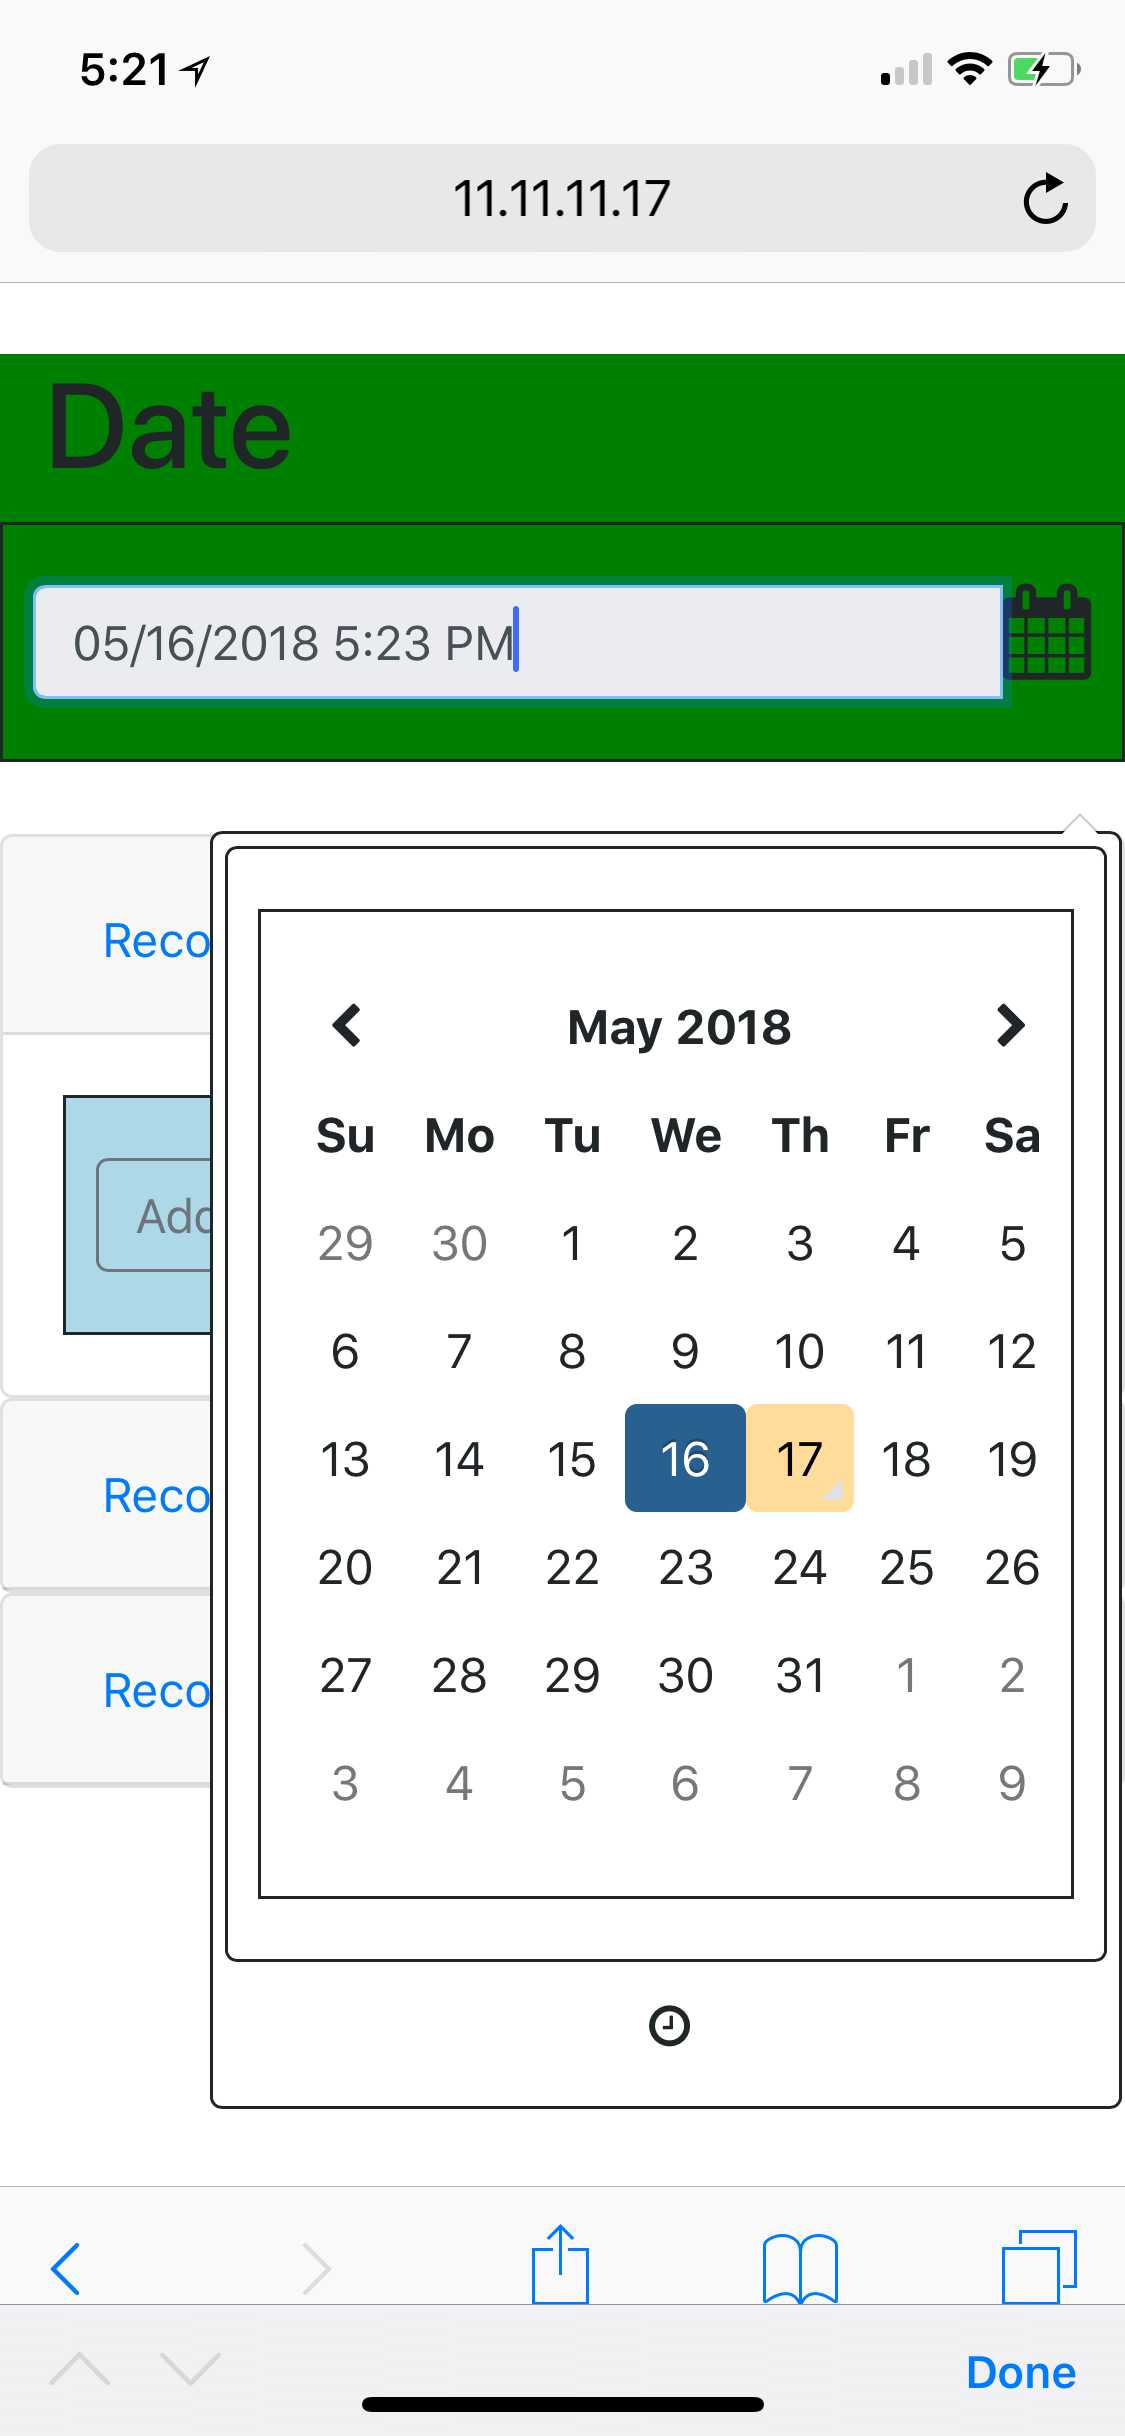 5:21
11.11.11.17
Date
05/16/2018 5:23 PM
Reco
May 2018
Su Mo Tu We Th Fr Sa
29 30 1 2 3 4 5
Add
6 7 8 9 10 11 12
13 14 15 16 17 18 19
Reco
20 21 22 23 24 25 26
27 28 29 30 31 1 2
Reco
3 4 5 6 7 8 9
Done